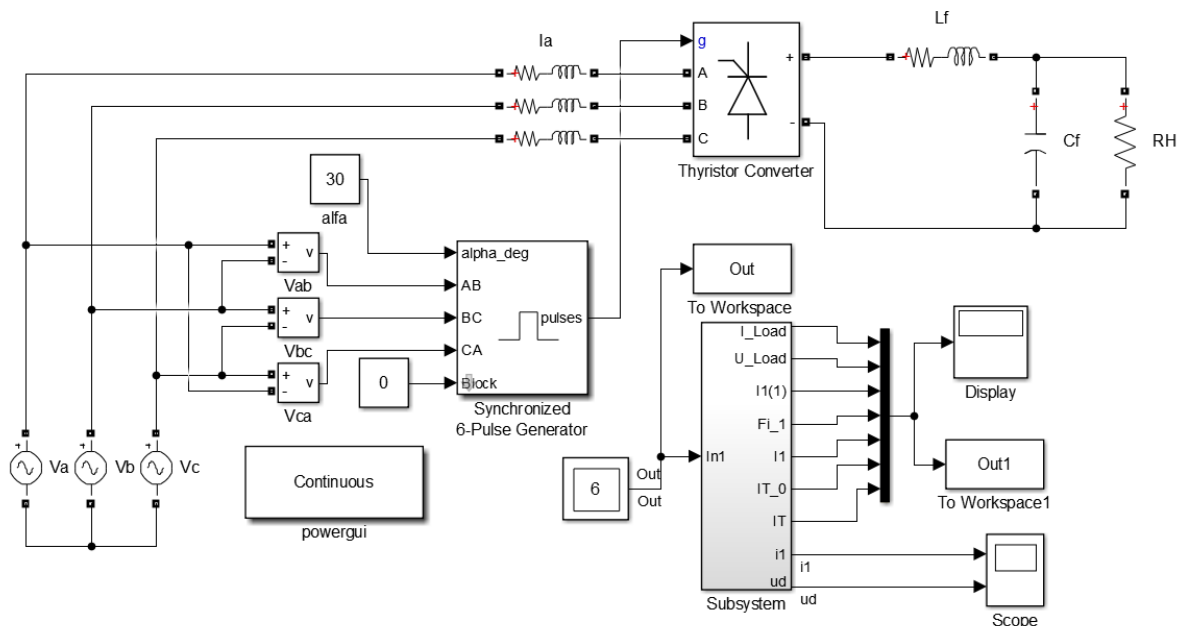 Lf
Ia
g
A
B
C
+
-
Thyristor Converter
Cf
RH
30
alfa
+
-
v
Vab
+
-
v
Vbc
+
-
v
Vca
alpha_deg
AB
BC
CA
Block
pulses
0
Synchronized
6-Pulse Generator
Va
Vb
Vc
Continuous
powergui
Out
To Workspace
6
Out
Out
In1
I_Load
U_Load
I1(1)
Fi_1
I1
IT_0
IT
i1
ud
i1
ud
Subsystem
Display
Out1
To Workspace1
Scope